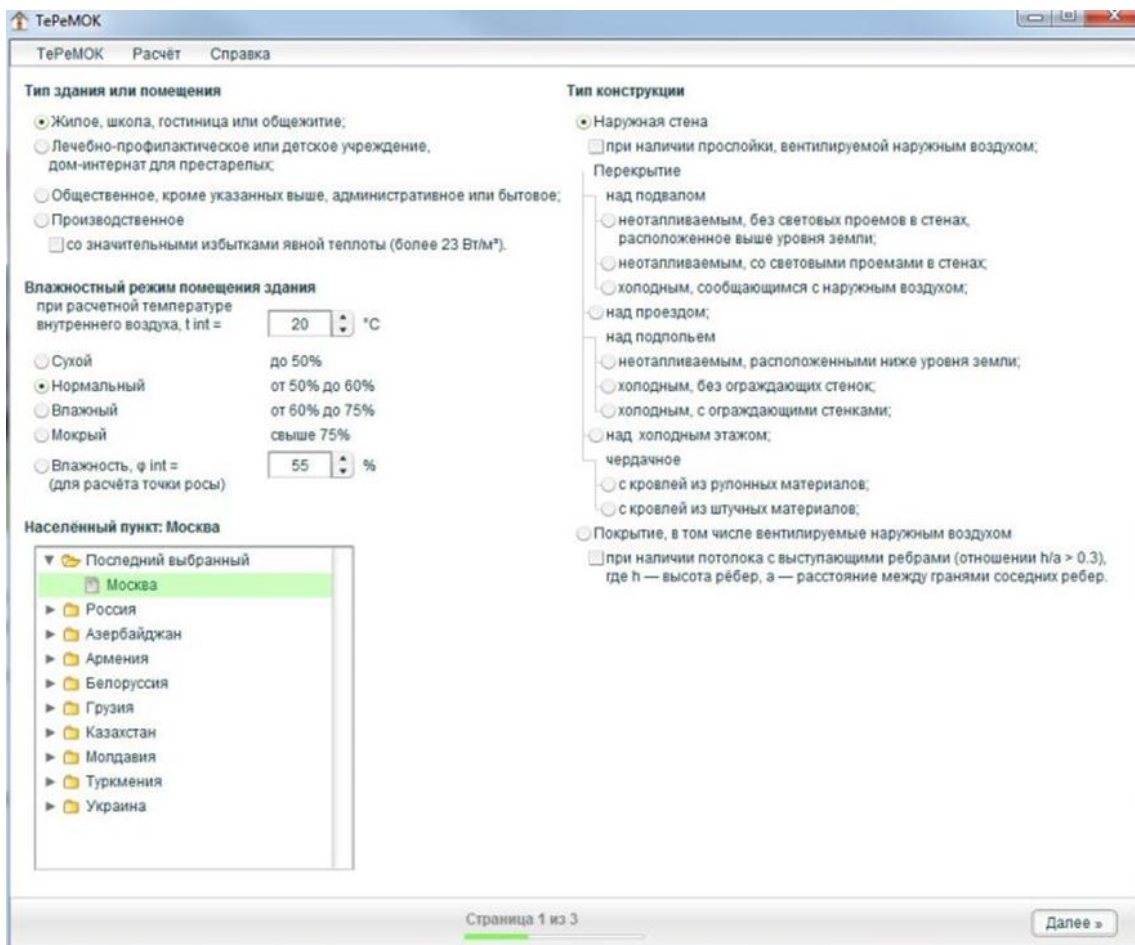 ТеРеМОК
ТеРеМОК Расчёт Справка
Тип здания или помещения
Жилое, школа, гостиница или общежитие;
Лечебно-профилактическое или детское учреждение,
дом-интернат для престарелых;
Общественное, кроме указанных выше, административное или бытовое;
Производственное
со значительными избытками явной теплоты (более 23 Вт/м³).
Влажностный режим помещения здания
при расчетной температуре
внутреннего воздуха, t int = 20 °C
Сухой до 50%
Нормальный от 50% до 60%
Влажный от 60% до 75%
Мокрый свыше 75%
Влажность, φ int = 55 %
(для расчёта точки росы)
Населённый пункт: Москва
Последний выбранный
Москва
Россия
Азербайджан
Армения
Белоруссия
Грузия
Казахстан
Молдавия
Туркмения
Украина
Тип конструкции
Наружная стена
при наличии прослойки, вентилируемой наружным воздухом;
Перекрытие
над подвалом
неотапливаемым, без световых проемов в стенах,
расположенное выше уровня земли;
неотапливаемым, со световыми проемами в стенах;
холодным, сообщающимся с наружным воздухом;
над проездом;
над подпольем
неотапливаемым, расположенными ниже уровня земли;
холодным, без ограждающих стенок;
холодным, с ограждающими стенками;
над холодным этажом;
чердачное
с кровлей из рулонных материалов;
с кровлей из штучных материалов;
Покрытие, в том числе вентилируемые наружным воздухом
при наличии потолока с выступающими ребрами (отношении h/a > 0.3),
где h — высота рёбер, a — расстояние между гранями соседних ребер.
Страница 1 из 3
Далее »